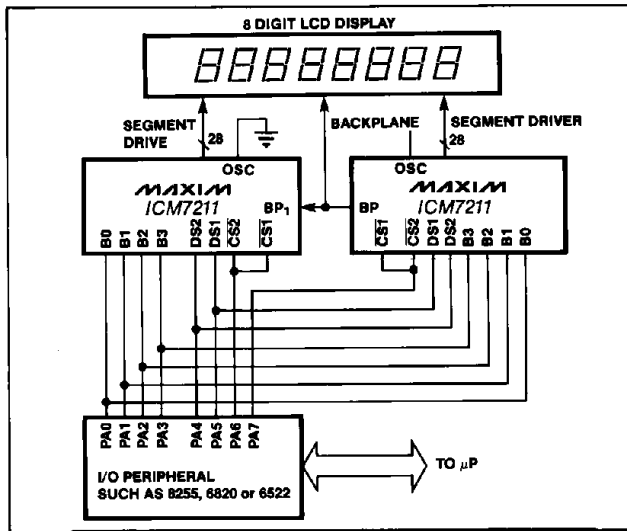 8 DIGIT LCD DISPLAY
SEGMENT DRIVE
28
BACKPLANE
SEGMENT DRIVER
28
OSC
MAXIM
ICM7211
BP₁
B0 B1 B2 B3 DS2 DS1 CS2 CS1
OSC
MAXIM
ICM7211
BP
CS1 CS2 DS1 DS2 B3 B2 B1 B0
PA0 PA1 PA2 PA3 PA4 PA5 PA6 PA7
I/O PERIPHERAL
SUCH AS 8255, 6820 or 6522
TO μP